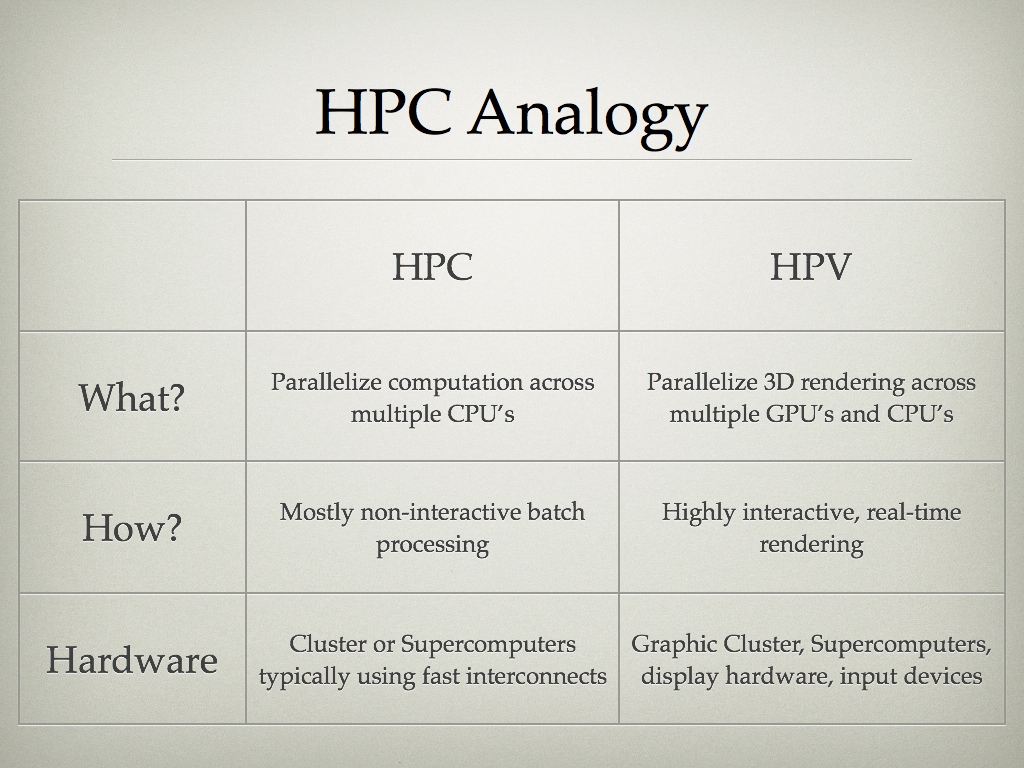 HPC Analogy
HPC
HPV
What?
Parallelize computation across
multiple CPU's
Parallelize 3D rendering across
multiple GPU's and CPU's
How?
Mostly non-interactive batch
processing
Highly interactive, real-time
rendering
Hardware
Cluster or Supercomputers
typically using fast interconnects
Graphic Cluster, Supercomputers,
display hardware, input devices